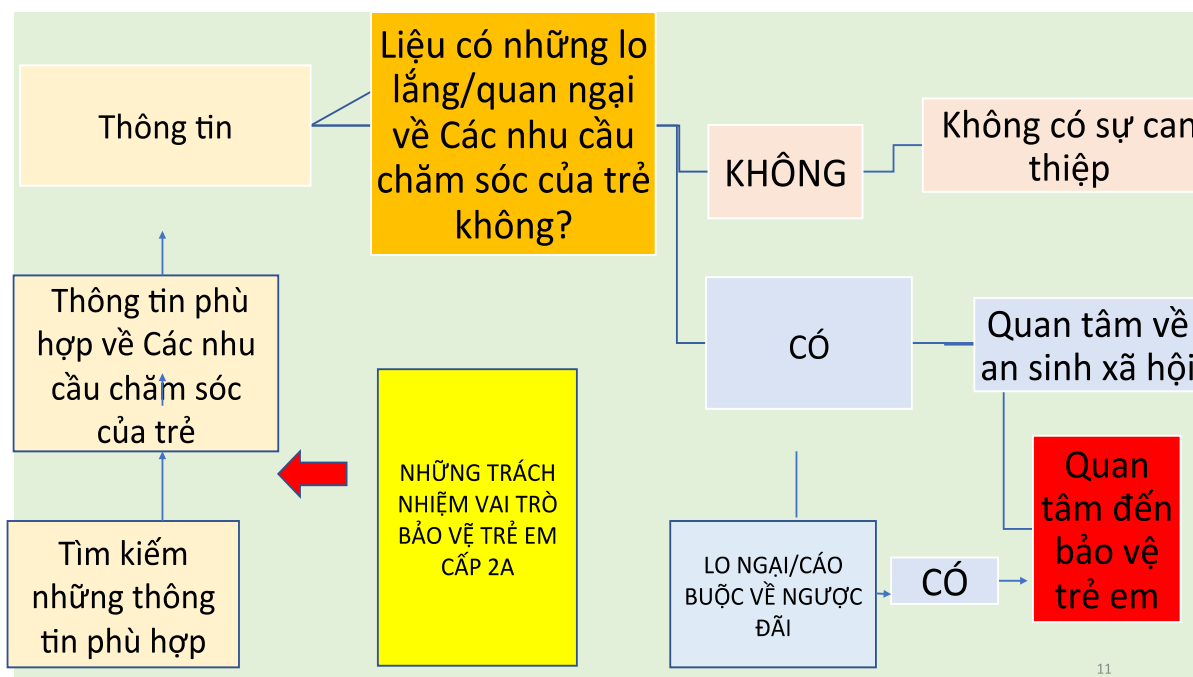 Thông tin
Liệu có những lo
lắng/quan ngại
về Các nhu cầu
chăm sóc của trẻ
không?
KHÔNG
Không có sự can
thiệp
Thông tin phù
hợp về Các nhu
cầu chăm sóc
của trẻ
CÓ
Quan tâm về
an sinh xã hội
NHỮNG TRÁCH
NHIỆM VAI TRÒ
BẢO VỆ TRẺ EM
CẤP 2A
Quan
tâm đến
bảo vệ
trẻ em
Tìm kiếm
những thông
tin phù hợp
LO NGẠI/CÁO
BUỘC VỀ NGƯỢC
ĐÃI
CÓ
11